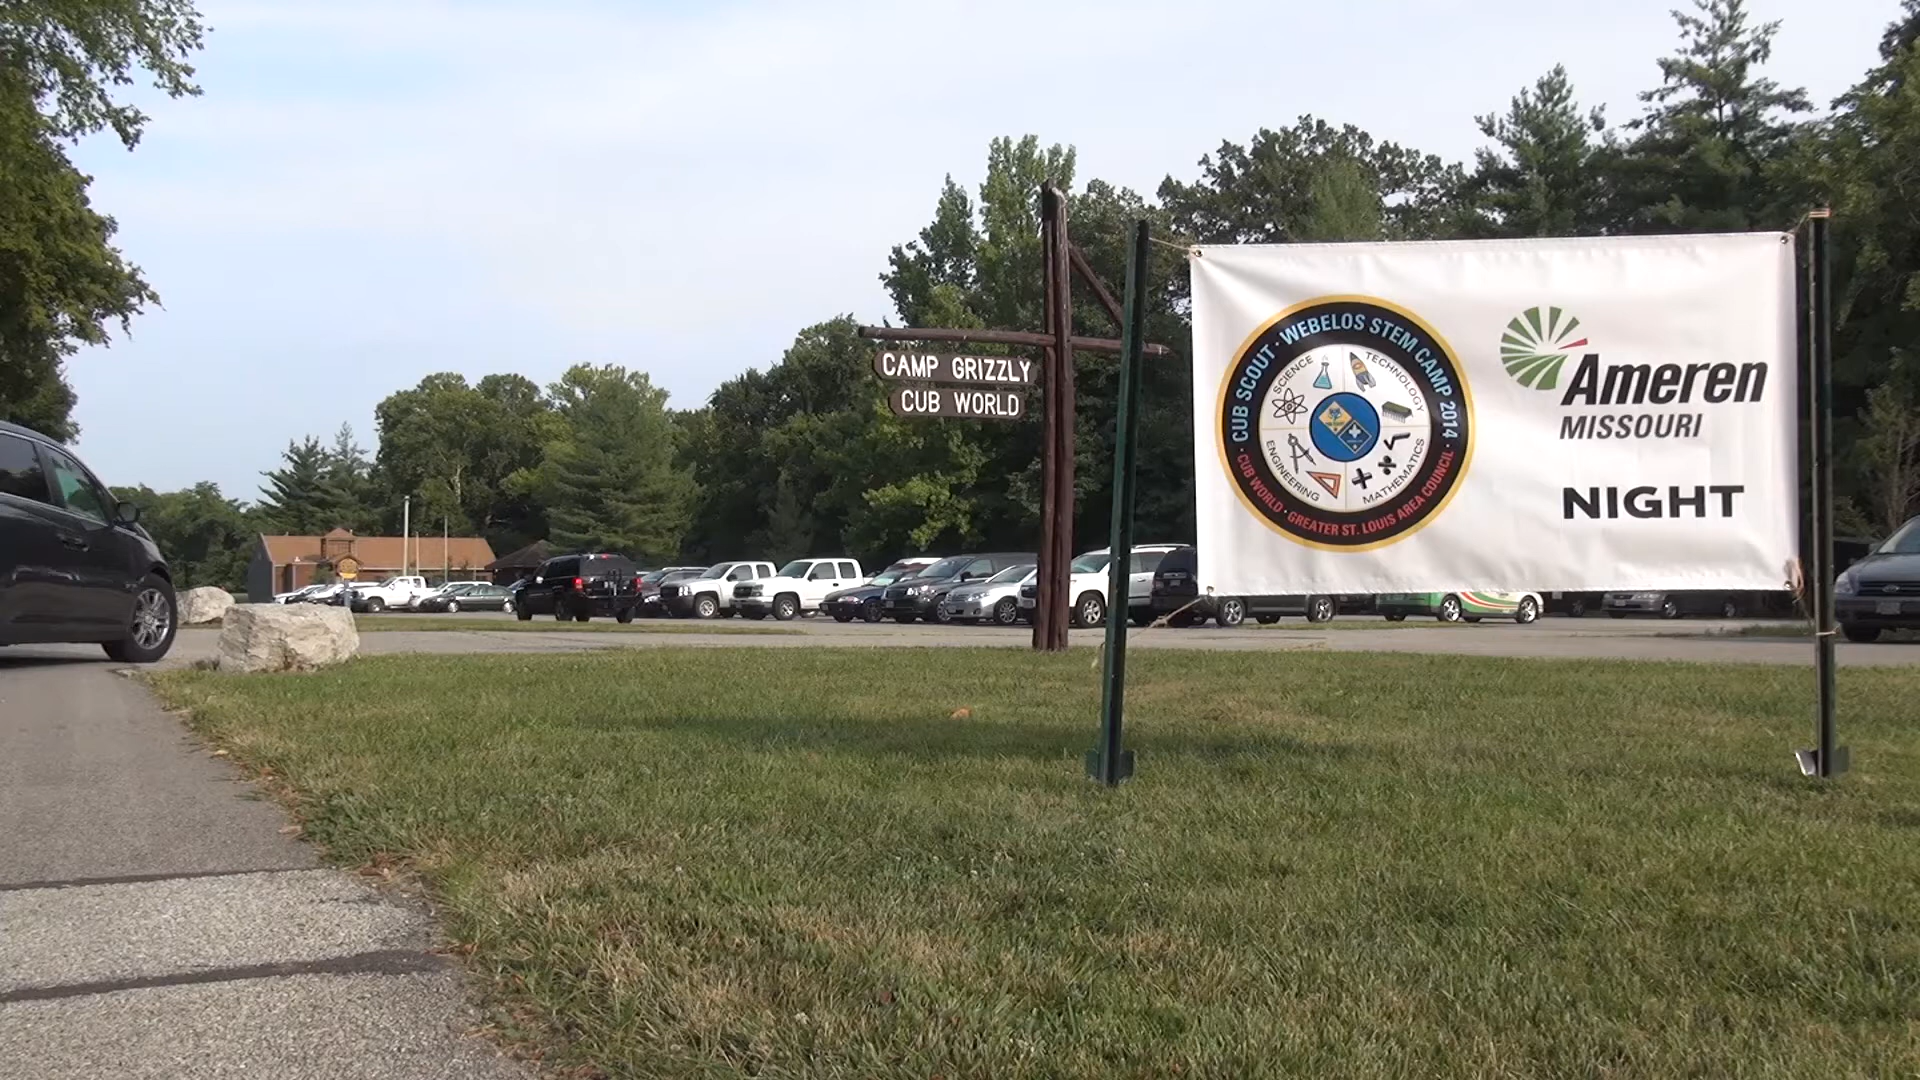 CAMP GRIZZLY
CUB WORLD
CUB SCOUT · WEBELOS STEM CAMP 2014
SCIENCE
TECHNOLOGY
ENGINEERING
MATHEMATICS
CUB WORLD · GREATER ST. LOUIS AREA COUNCIL
Ameren
MISSOURI
NIGHT